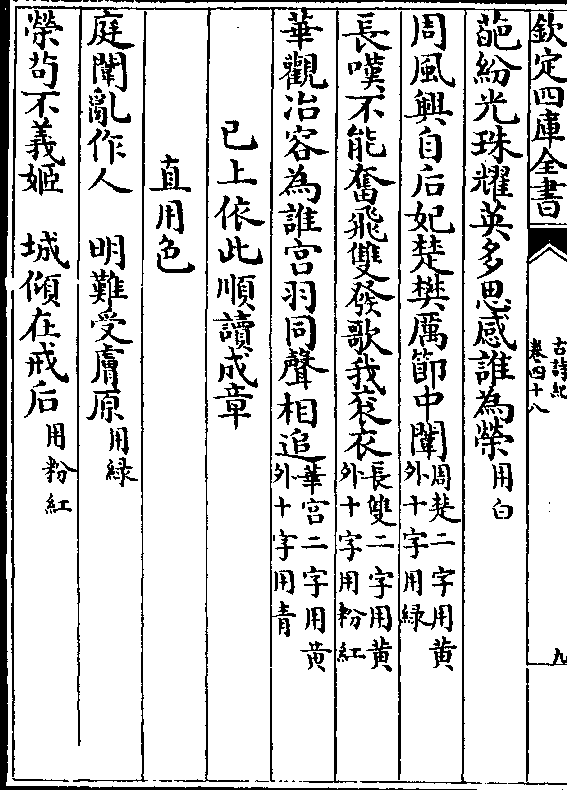 欽定四庫全書
古詩紀
卷四十八
九
葩紛光珠耀英多思感誰為榮用白
周風興自后妃楚樊厲節中闈周楚二字用黄外十字用緑
長嘆不能奮飛雙發歌我衮衣長雙二字用黄外十字用粉紅
華觀冶容為誰宫羽同聲相追華宫二字用黄外十字用青
已上依此順讀成章
直用色
庭闈亂作人 明難受膚原用緑
榮苟不義姬 城傾在戒后用粉紅